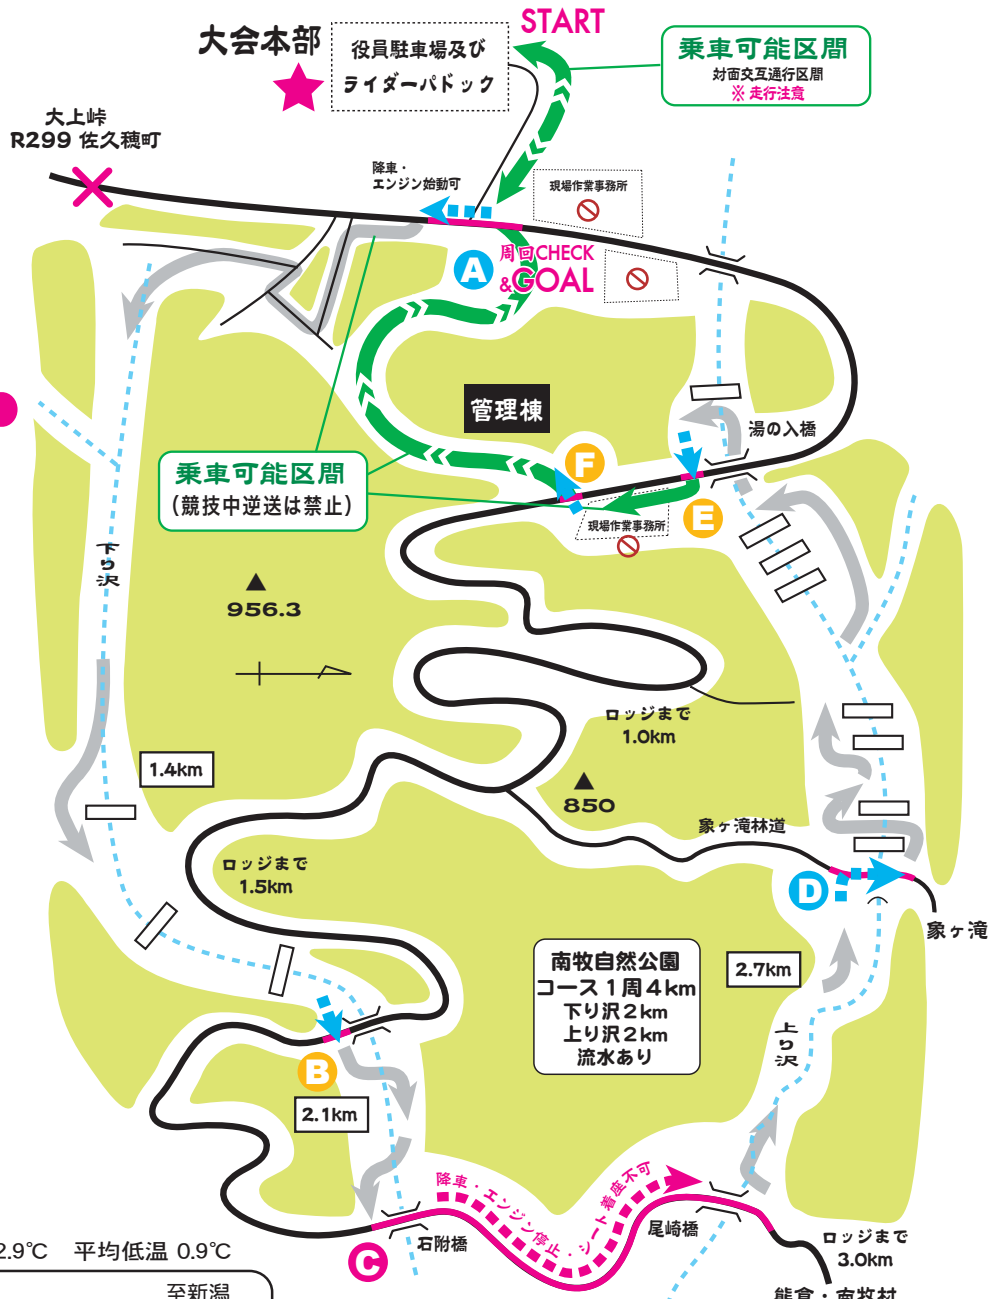 START
大会本部
役員駐車場及び
ライダーパドック
乗車可能区間
対面交互通行区間
※ 走行注意
大上峠
R299 佐久穂町
降車・
エンジン始動可
現場作業事務所
A
周回CHECK
&GOAL
管理棟
湯の入橋
乗車可能区間
(競技中逆送は禁止)
F
E
現場作業事務所
下り沢
956.3
ロッジまで
1.0km
1.4km
850
象ヶ滝林道
ロッジまで
1.5km
D
象ヶ滝
南牧自然公園
コース1周4km
下り沢2km
上り沢2km
流水あり
2.7km
上り沢
B
2.1km
降車・エンジン停止・シート着座不可
C
石附橋
尾崎橋
ロッジまで
3.0km
2.9℃ 平均低温 0.9℃
至新潟
熊倉・南牧村